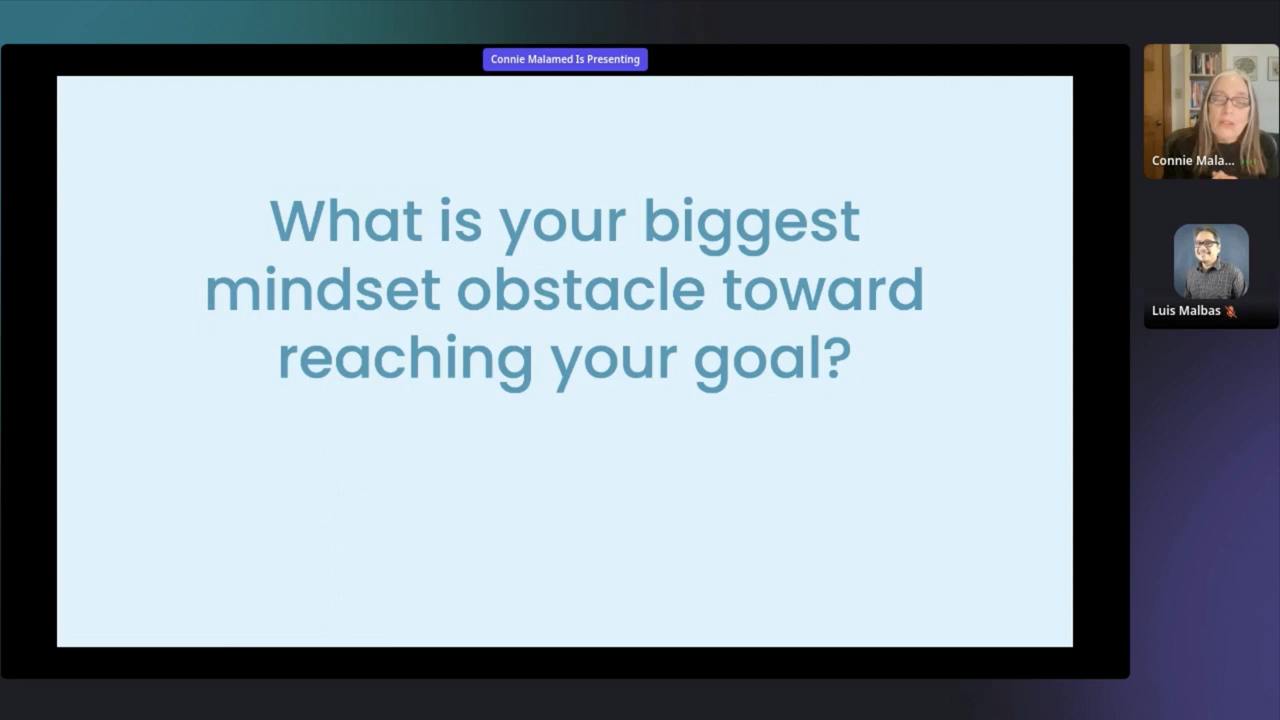 Connie Malamed Is Presenting
What is your biggest
mindset obstacle toward
reaching your goal?
Connie Mala...
Luis Malbas